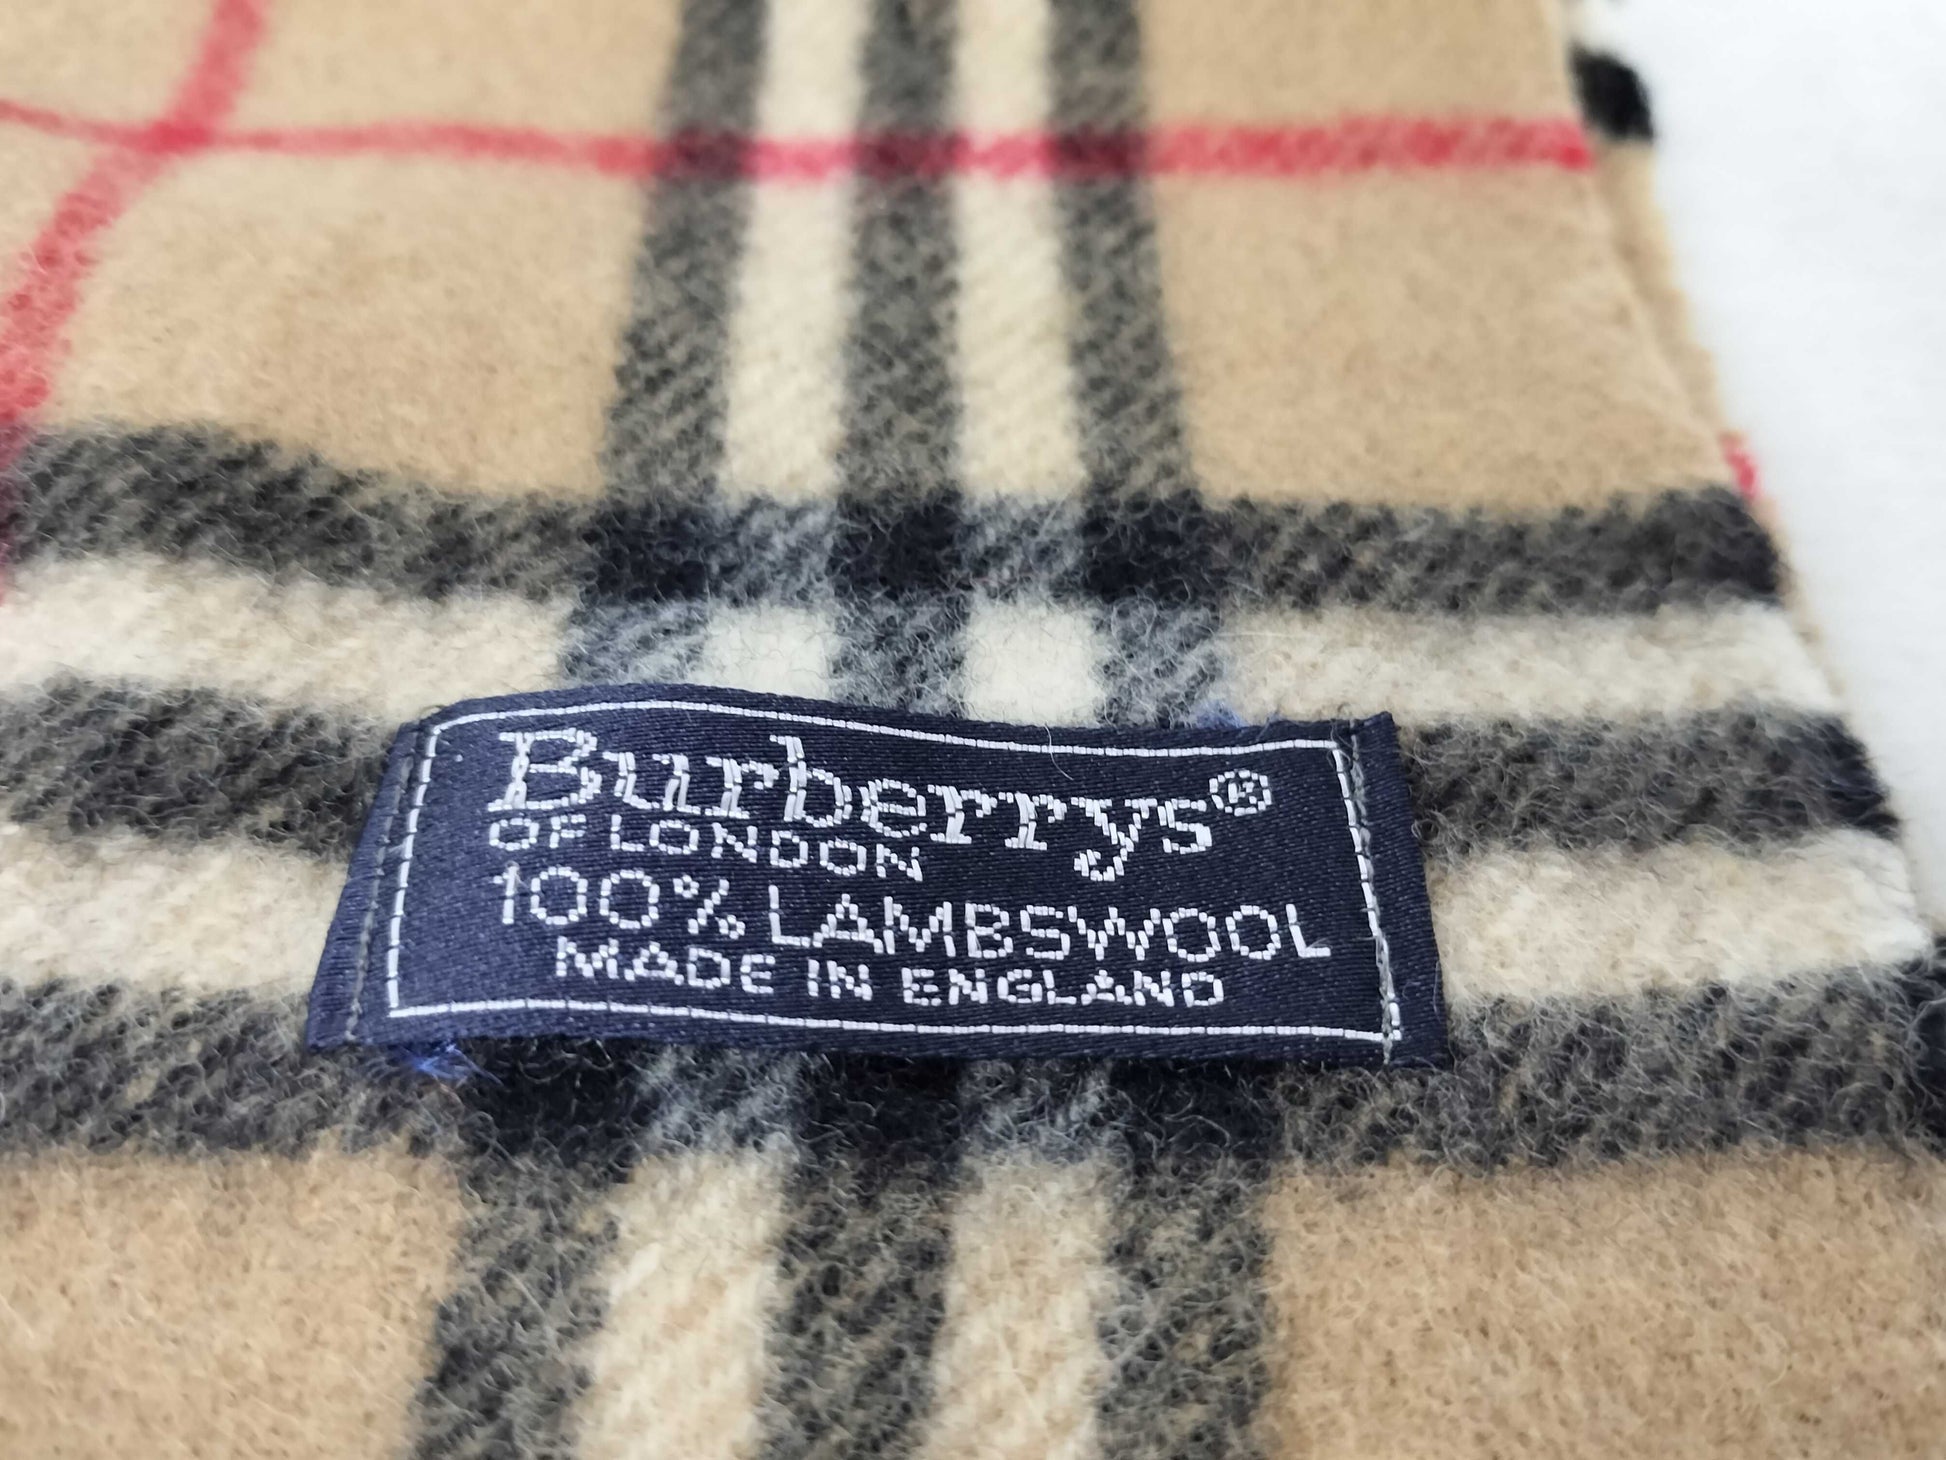 Burberrys®
OF LONDON
100% LAMBSWOOL
MADE IN ENGLAND